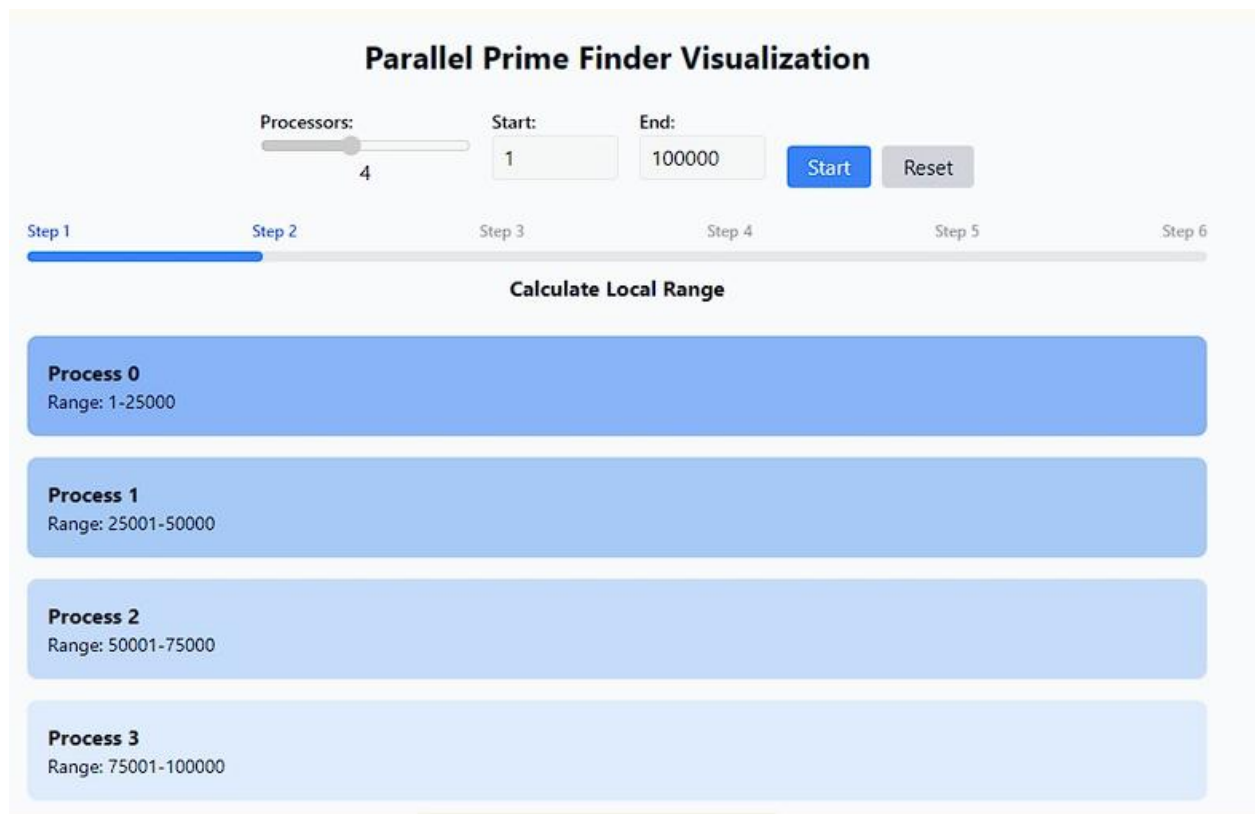 Parallel Prime Finder Visualization
Processors:
4
Start:
1
End:
100000
Start
Reset
Step 1
Step 2
Step 3
Step 4
Step 5
Step 6
Calculate Local Range
Process 0
Range: 1-25000
Process 1
Range: 25001-50000
Process 2
Range: 50001-75000
Process 3
Range: 75001-100000